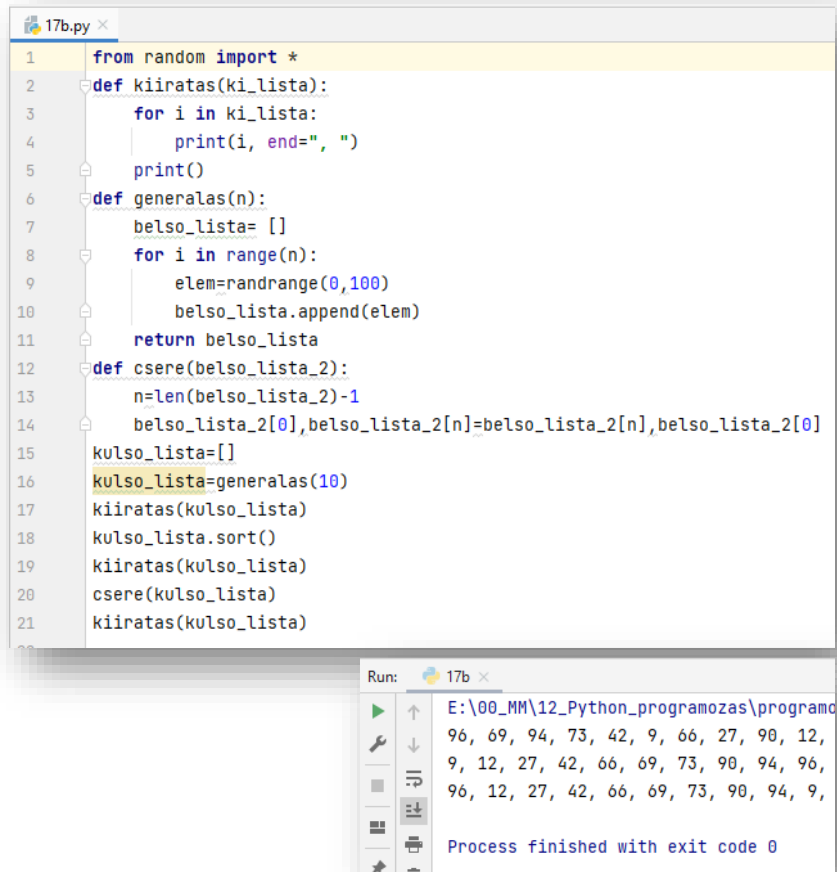 17b.py
1 from random import *
2 def kiiratas(ki_lista):
3     for i in ki_lista:
4         print(i, end=", ")
5     print()
6 def generalas(n):
7     belso_lista= []
8     for i in range(n):
9         elem=randrange(0,100)
10         belso_lista.append(elem)
11     return belso_lista
12 def csere(belso_lista_2):
13     n=len(belso_lista_2)-1
14     belso_lista_2[0],belso_lista_2[n]=belso_lista_2[n],belso_lista_2[0]
15 kulso_lista=[]
16 kulso_lista=generalas(10)
17 kiiratas(kulso_lista)
18 kulso_lista.sort()
19 kiiratas(kulso_lista)
20 csere(kulso_lista)
21 kiiratas(kulso_lista)
Run: 17b
E:\00_MM\12_Python_programozas\programo
96, 69, 94, 73, 42, 9, 66, 27, 90, 12,
9, 12, 27, 42, 66, 69, 73, 90, 94, 96,
96, 12, 27, 42, 66, 69, 73, 90, 94, 9,
Process finished with exit code 0